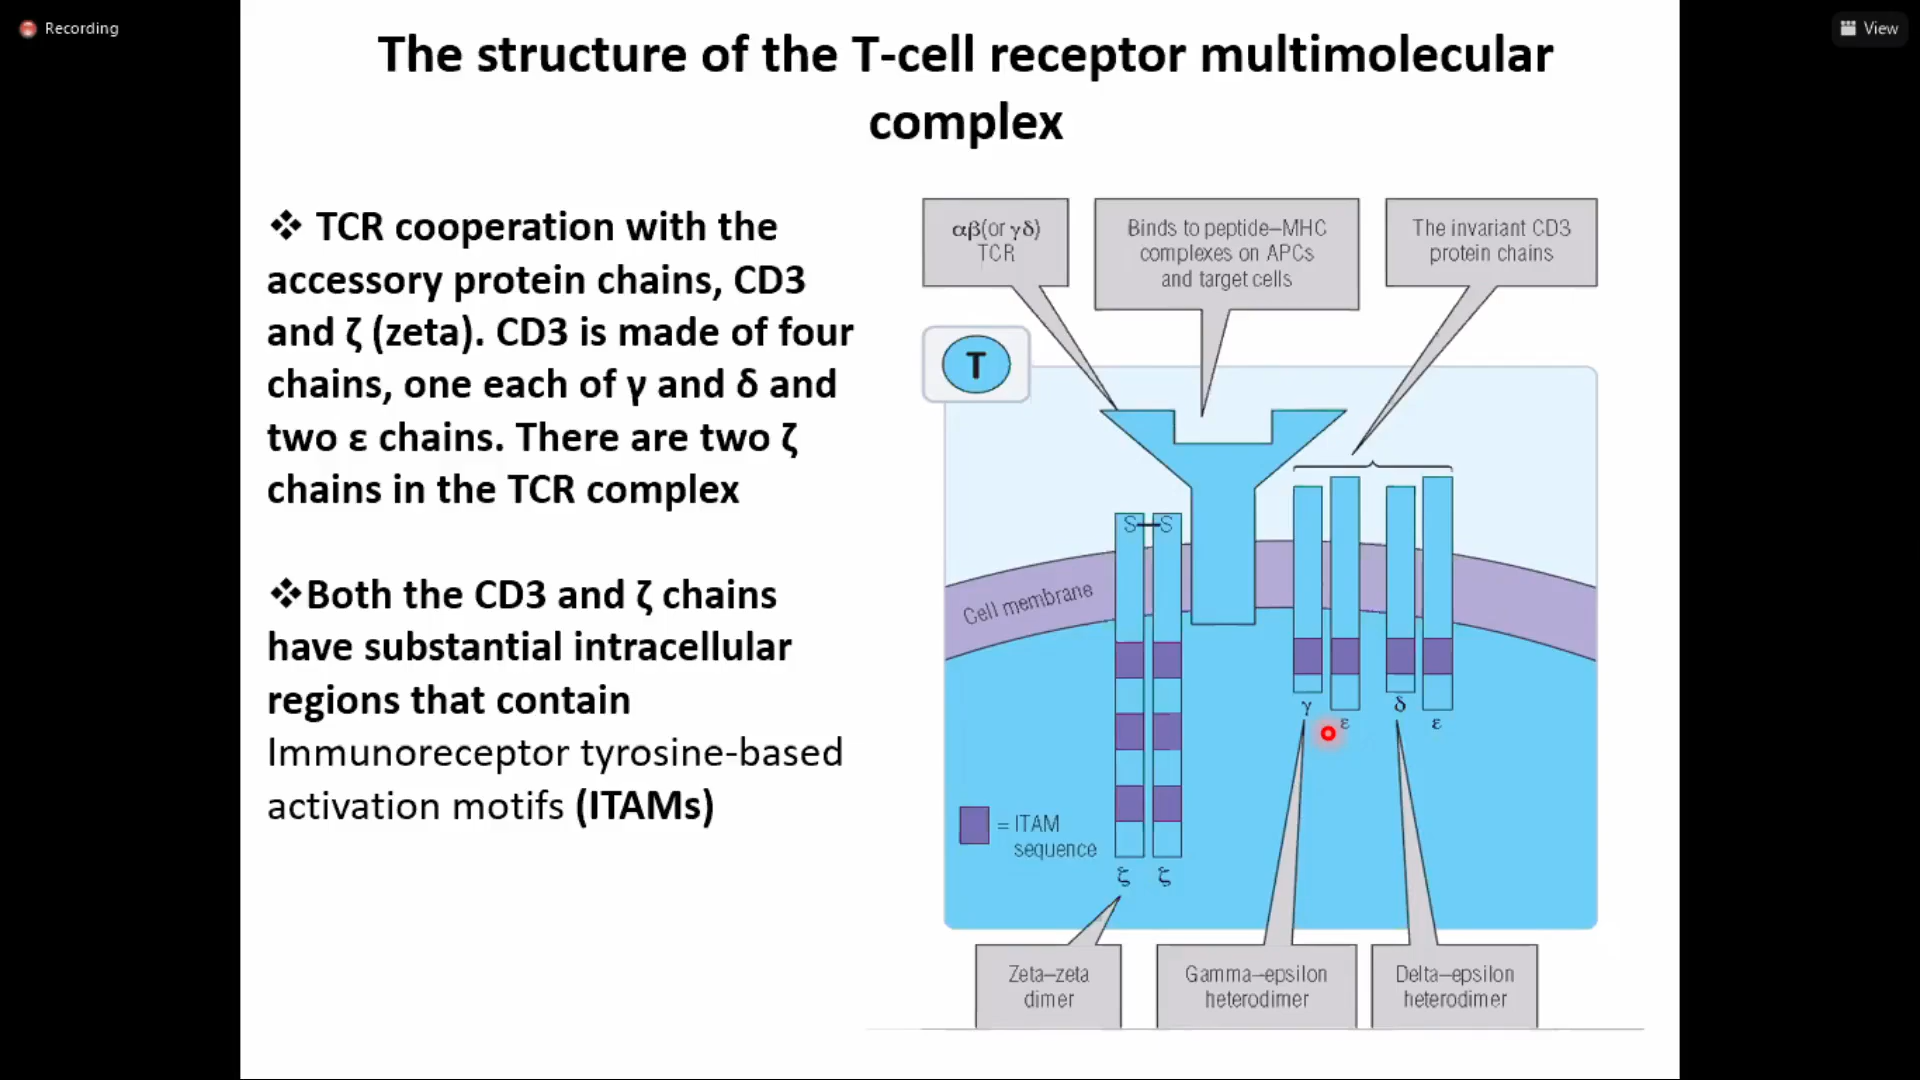 Recording
View
The structure of the T-cell receptor multimolecular
complex
❖ TCR cooperation with the
accessory protein chains, CD3
and ζ (zeta). CD3 is made of four
chains, one each of γ and δ and
two ε chains. There are two ζ
chains in the TCR complex
❖Both the CD3 and ζ chains
have substantial intracellular
regions that contain
Immunoreceptor tyrosine-based
activation motifs (ITAMs)
αβ(or γδ)
TCR
Binds to peptide–MHC
complexes on APCs
and target cells
The invariant CD3
protein chains
T
S S
Cell membrane
γ
ε
δ
ε
= ITAM
sequence
ζ ζ
Zeta–zeta
dimer
Gamma–epsilon
heterodimer
Delta–epsilon
heterodimer